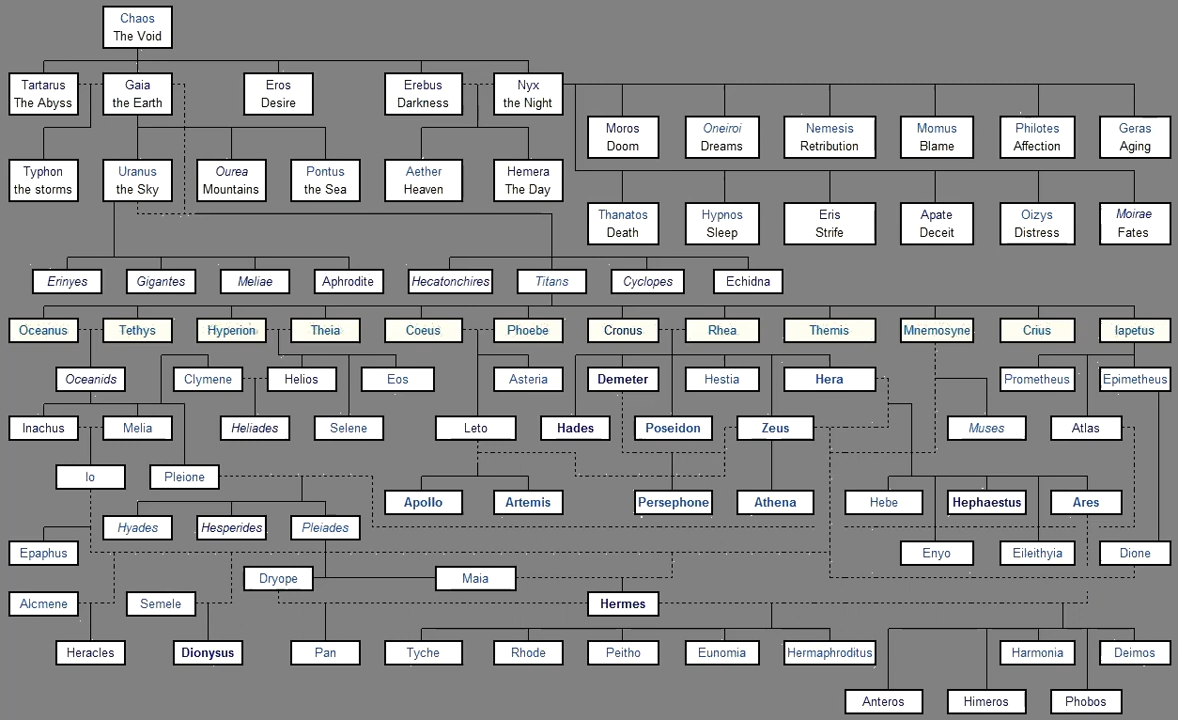 Chaos
The Void
Tartarus
The Abyss
Gaia
the Earth
Eros
Desire
Erebus
Darkness
Nyx
the Night
Moros
Doom
Oneiroi
Dreams
Nemesis
Retribution
Momus
Blame
Philotes
Affection
Geras
Aging
Typhon
the storms
Uranus
the Sky
Ourea
Mountains
Pontus
the Sea
Aether
Heaven
Hemera
The Day
Thanatos
Death
Hypnos
Sleep
Eris
Strife
Apate
Deceit
Oizys
Distress
Moirae
Fates
Erinyes
Gigantes
Meliae
Aphrodite
Hecatonchires
Titans
Cyclopes
Echidna
Oceanus
Tethys
Hyperion
Theia
Coeus
Phoebe
Cronus
Rhea
Themis
Mnemosyne
Crius
Iapetus
Oceanids
Clymene
Helios
Eos
Asteria
Demeter
Hestia
Hera
Prometheus
Epimetheus
Inachus
Melia
Heliades
Selene
Leto
Hades
Poseidon
Zeus
Muses
Atlas
Io
Pleione
Apollo
Artemis
Persephone
Athena
Hebe
Hephaestus
Ares
Hyades
Hesperides
Pleiades
Epaphus
Enyo
Eileithyia
Dione
Dryope
Maia
Alcmene
Semele
Hermes
Heracles
Dionysus
Pan
Tyche
Rhode
Peitho
Eunomia
Hermaphroditus
Harmonia
Deimos
Anteros
Himeros
Phobos